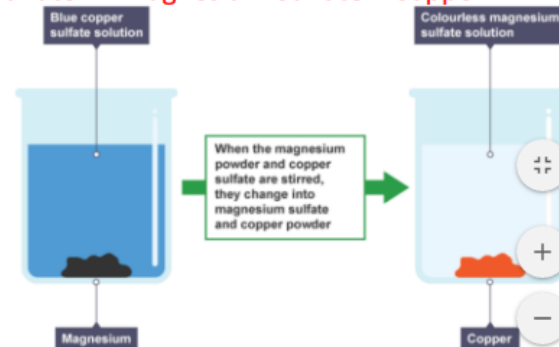 Blue copper
sulfate solution
Colourless magnesium
sulfate solution
When the magnesium
powder and copper
sulfate are stirred,
they change into
magnesium sulfate
and copper powder
Magnesium
Copper